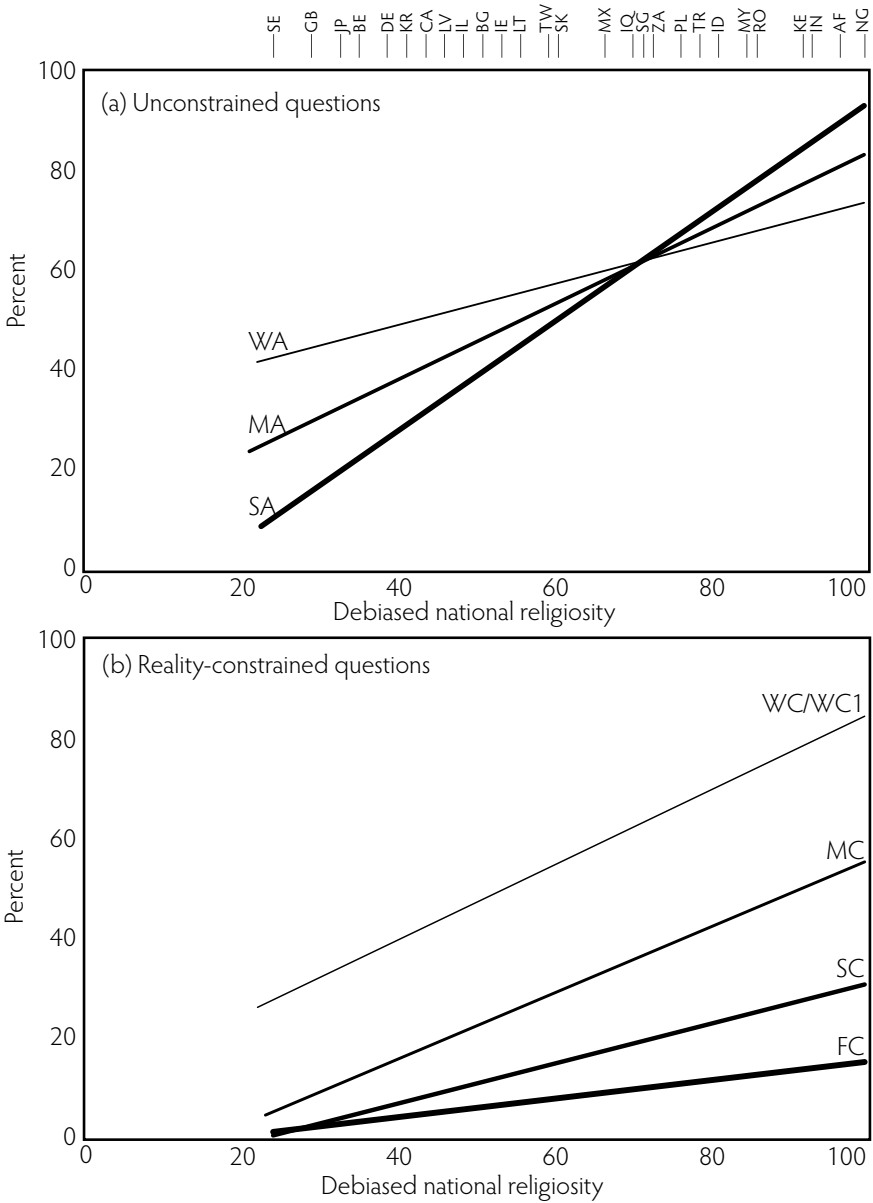 SE GB JP BE DE KR CA LV IL BG IE LT TW SK MX IQ SG ZA PL TR ID MY RO KE IN AF NG
100
(a) Unconstrained questions
80
60
WA
40
MA
20
SA
0
Percent
0 20 40 60 80 100
Debiased national religiosity
100
(b) Reality-constrained questions
WC/WC1
80
60
MC
40
SC
20
FC
0
Percent
0 20 40 60 80 100
Debiased national religiosity